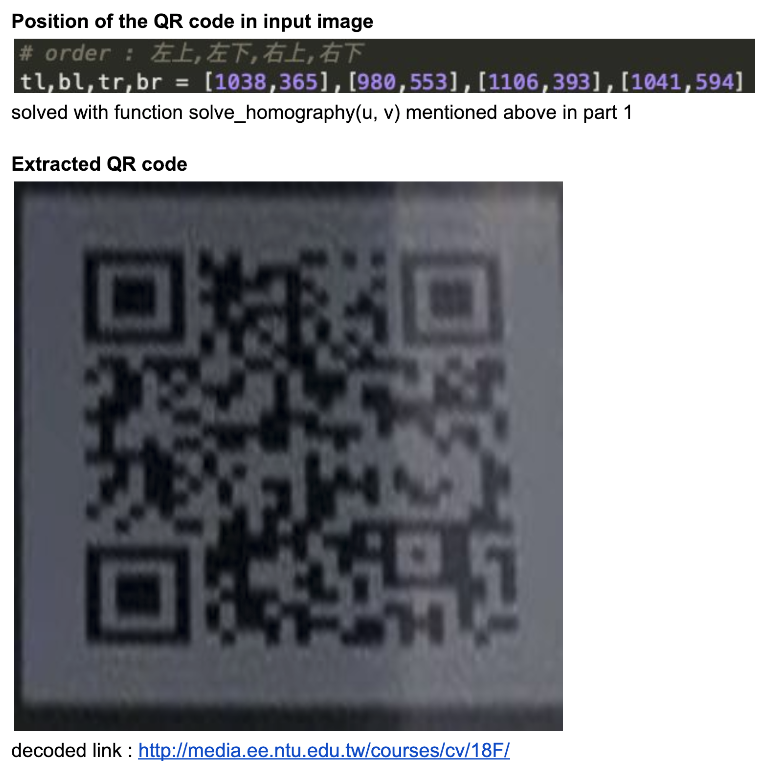 Position of the QR code in input image
# order : 左上,左下,右上,右下
tl,bl,tr,br = [1038,365],[980,553],[1106,393],[1041,594]
solved with function solve_homography(u, v) mentioned above in part 1
Extracted QR code
decoded link : http://media.ee.ntu.edu.tw/courses/cv/18F/